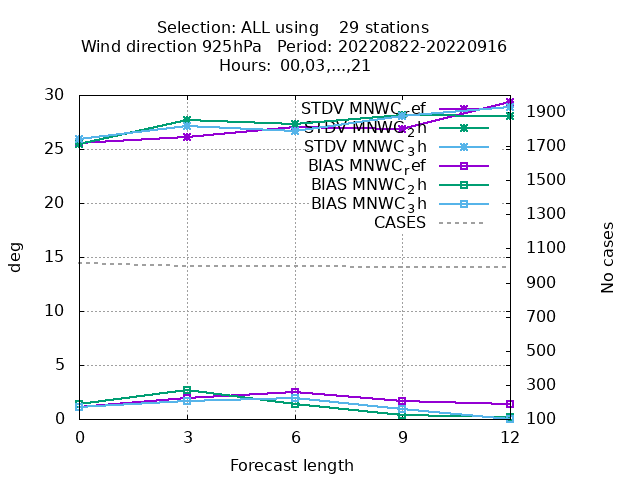 Selection: ALL using 29 stations
Wind direction 925hPa Period: 20220822-20220916
Hours: 00,03,...,21
30
25
20
15
10
5
0
deg
STDV MNWC_ref
STDV MNWC_2h
STDV MNWC_3h
BIAS MNWC_ref
BIAS MNWC_2h
BIAS MNWC_3h
CASES
1900
1700
1500
1300
1100
900
700
500
300
100
No cases
0 3 6 9 12
Forecast length